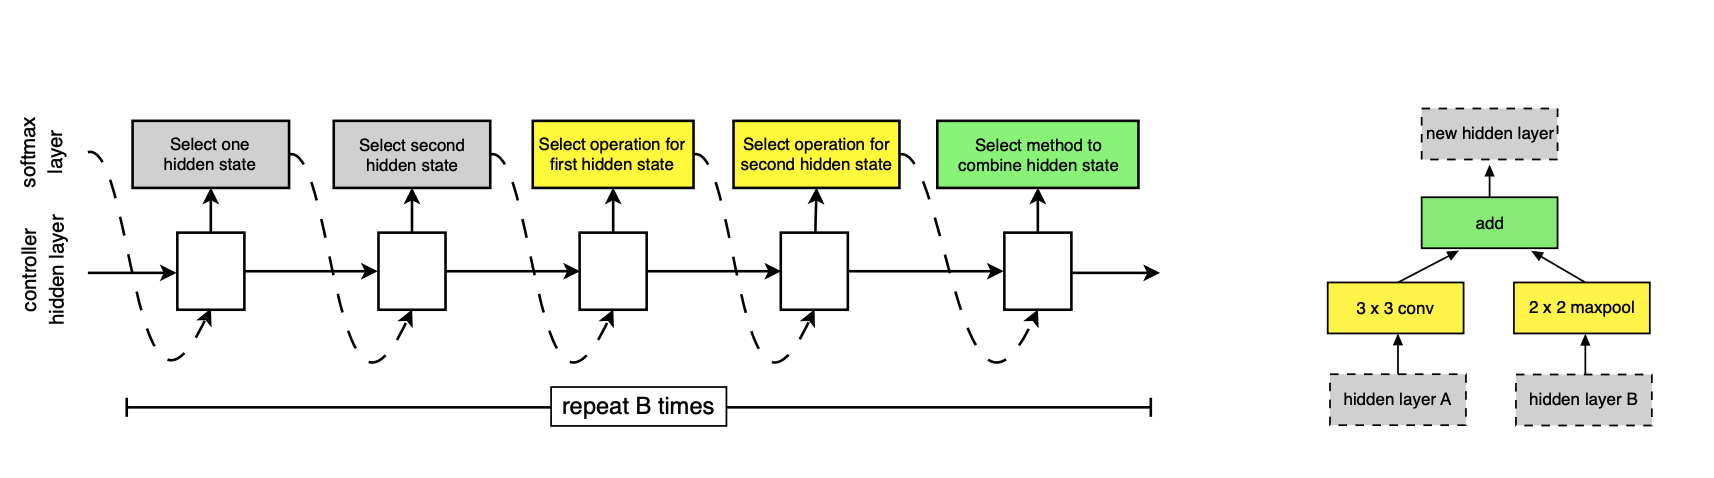 softmax
layer
controller
hidden layer
Select one
hidden state
Select second
hidden state
Select operation for
first hidden state
Select operation for
second hidden state
Select method to
combine hidden state
repeat B times
new hidden layer
add
3 x 3 conv
2 x 2 maxpool
hidden layer A
hidden layer B